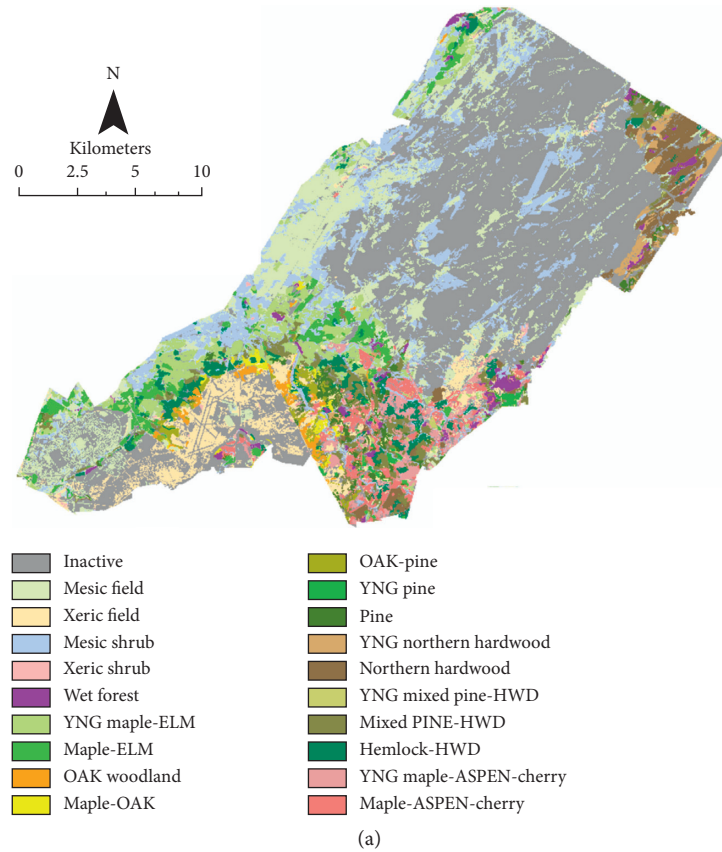 N
Kilometers
0 2.5 5 10
Inactive
Mesic field
Xeric field
Mesic shrub
Xeric shrub
Wet forest
YNG maple-ELM
Maple-ELM
OAK woodland
Maple-OAK
OAK-pine
YNG pine
Pine
YNG northern hardwood
Northern hardwood
YNG mixed pine-HWD
Mixed PINE-HWD
Hemlock-HWD
YNG maple-ASPEN-cherry
Maple-ASPEN-cherry
(a)